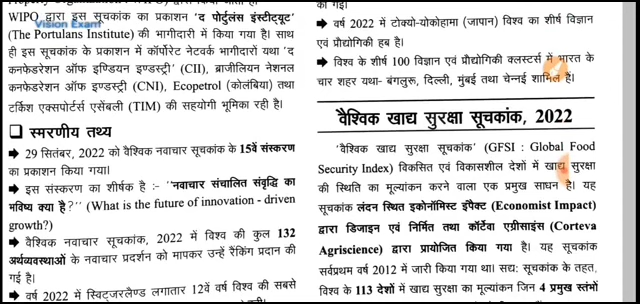 WIPO द्वारा इस सूचकांक का प्रकाशन 'द पोर्टुलंस इंस्टीट्यूट'
Vision Exam
(The Portulans Institute) की भागीदारी में किया गया है। साथ
ही इस सूचकांक के प्रकाशन में कॉर्पोरेट नेटवर्क भागीदारों यथा 'द
कनफेडरेशन ऑफ इण्डियन इण्डस्ट्री' (CII), ब्राजीलियन नेशनल
कनफेडरेशन ऑफ इण्डस्ट्री (CNI), Ecopetrol (कोलंबिया) तथा
टर्किश एक्सपोर्टर्स एसेंबली (TIM) की सहयोगी भूमिका रही है।
स्मरणीय तथ्य
➡ 29 सितंबर, 2022 को वैश्विक नवाचार सूचकांक के 15वें संस्करण
का प्रकाशन किया गया।
➡ इस संस्करण का शीर्षक है :- ''नवाचार संचालित संवृद्धि का
भविष्य क्या है?'' (What is the future of innovation - driven
growth?)
➡ वैश्विक नवाचार सूचकांक, 2022 में विश्व की कुल 132
अर्थव्यवस्थाओं के नवाचार प्रदर्शन को मापकर उन्हें रैंकिंग प्रदान की
गई है।
➡ वर्ष 2022 में स्विट्जरलैण्ड लगातार 12वें वर्ष विश्व की सबसे
की गई।
➡ वर्ष 2022 में टोक्यो-योकोहामा (जापान) विश्व का शीर्ष विज्ञान
एवं प्रौद्योगिकी हब है।
➡ विश्व के शीर्ष 100 विज्ञान एवं प्रौद्योगिकी क्लस्टर्स में भारत के
चार शहर यथा- बंगलुरू, दिल्ली, मुंबई तथा चेन्नई शामिल हैं।
वैश्विक खाद्य सुरक्षा सूचकांक, 2022
'वैश्विक खाद्य सुरक्षा सूचकांक' (GFSI : Global Food
Security Index) विकसित एवं विकासशील देशों में खाद्य सुरक्षा
की स्थिति का मूल्यांकन करने वाला एक प्रमुख साधन है। यह
सूचकांक लंदन स्थित इकोनॉमिस्ट इंपैक्ट (Economist Impact)
द्वारा डिजाइन एवं निर्मित तथा कॉर्टेवा एग्रीसाइंस (Corteva
Agriscience) द्वारा प्रायोजित किया गया है। यह सूचकांक
सर्वप्रथम वर्ष 2012 में जारी किया गया था। सद्य: सूचकांक के तहत,
विश्व के 113 देशों में खाद्य सुरक्षा का मूल्यांकन जिन 4 प्रमुख स्तंभों